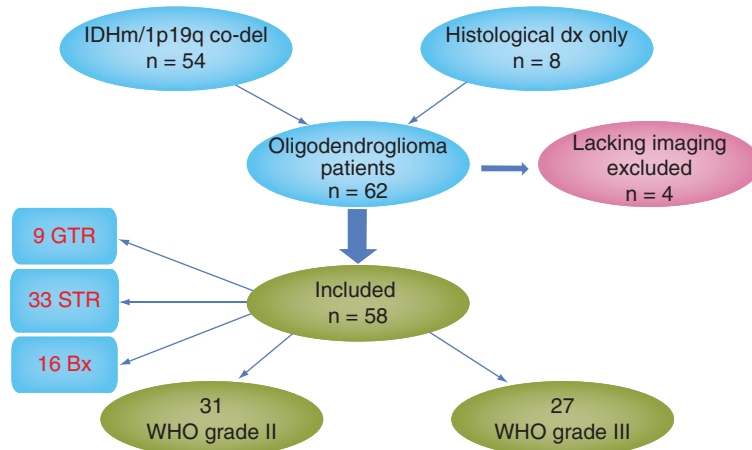 IDHm/1p19q co-del
n = 54
Histological dx only
n = 8
Oligodendroglioma
patients
n = 62
Lacking imaging
excluded
n = 4
9 GTR
33 STR
16 Bx
Included
n = 58
31
WHO grade II
27
WHO grade III